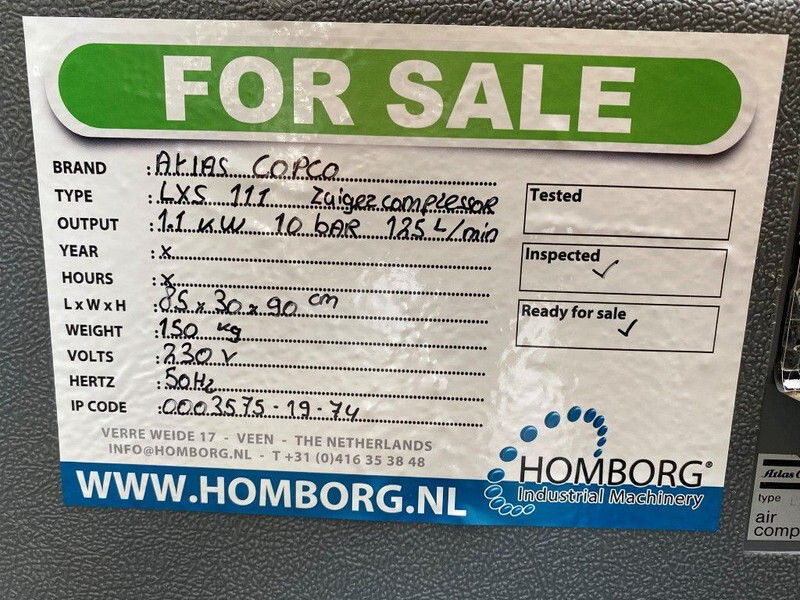 FOR SALE
BRAND : Atlas COPCO
TYPE : LXS 111 Zuigercomplessor
OUTPUT : 1.1 KW 10 bAR 125 L/min
YEAR : x
HOURS : x
L x W x H : 85 x 30 x 90 cm
WEIGHT : 150 kg
VOLTS : 230 V
HERTZ : 50Hz
IP CODE : 0003575-19-74
Tested
Inspected ✓
Ready for sale ✓
VERRE WEIDE 17 - VEEN - THE NETHERLANDS
INFO@HOMBORG.NL - T +31 (0)416 35 38 48
WWW.HOMBORG.NL
HOMBORG®
Industrial Machinery
Atlas
type L
air
comp